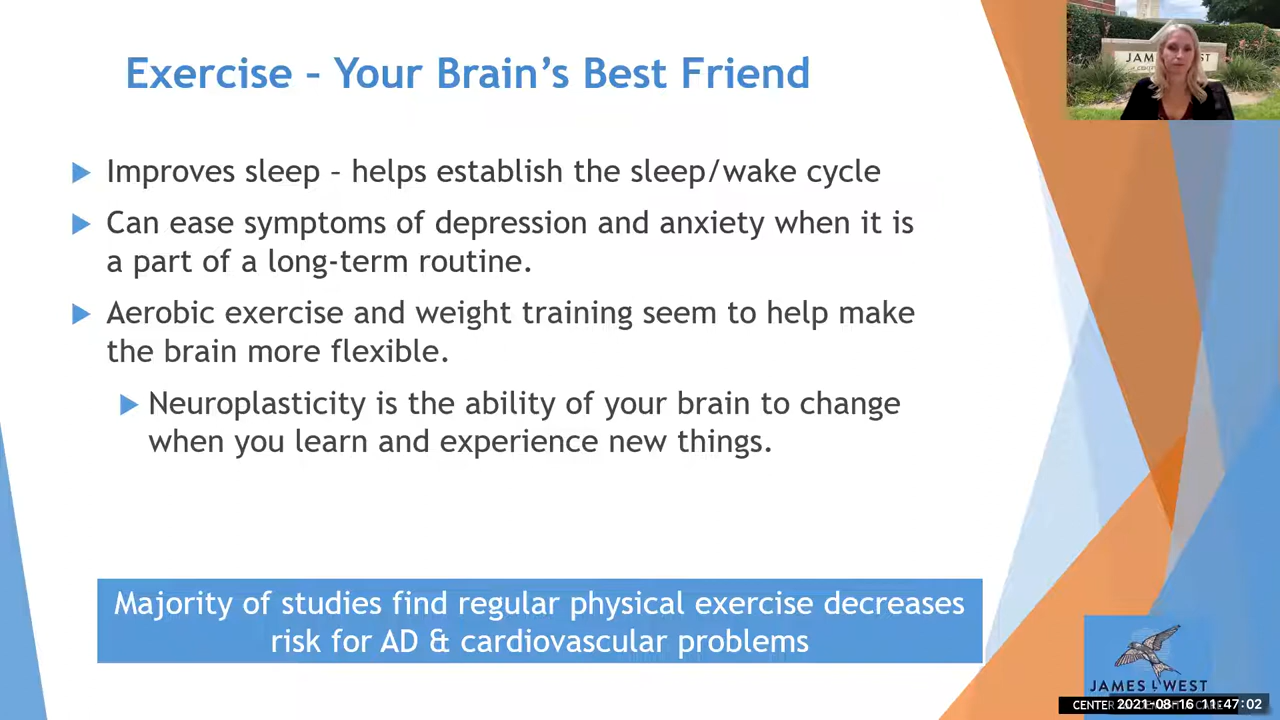 Exercise – Your Brain's Best Friend
Improves sleep – helps establish the sleep/wake cycle
Can ease symptoms of depression and anxiety when it is
a part of a long-term routine.
Aerobic exercise and weight training seem to help make
the brain more flexible.
Neuroplasticity is the ability of your brain to change
when you learn and experience new things.
Majority of studies find regular physical exercise decreases
risk for AD & cardiovascular problems
JAMES L WEST
CENTER
2021-08-16 11:47:02